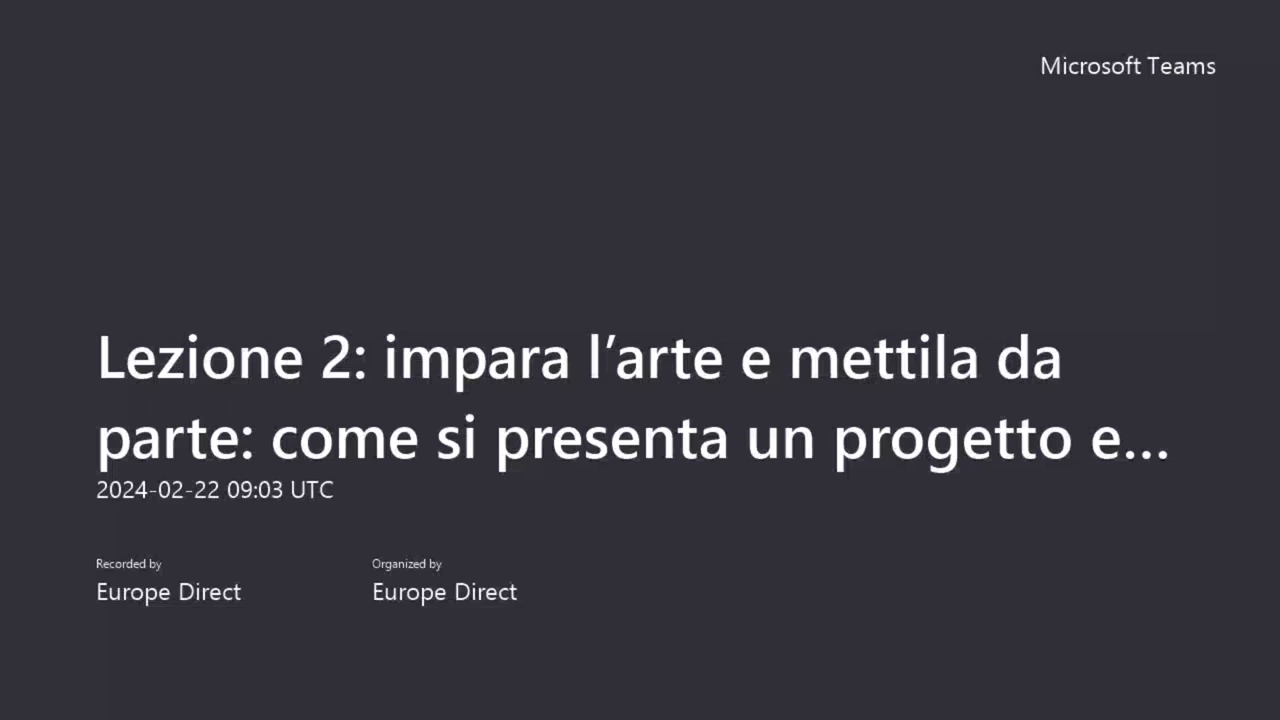 Microsoft Teams
Lezione 2: impara l’arte e mettila da
parte: come si presenta un progetto e...
2024-02-22 09:03 UTC
Recorded by
Europe Direct
Organized by
Europe Direct